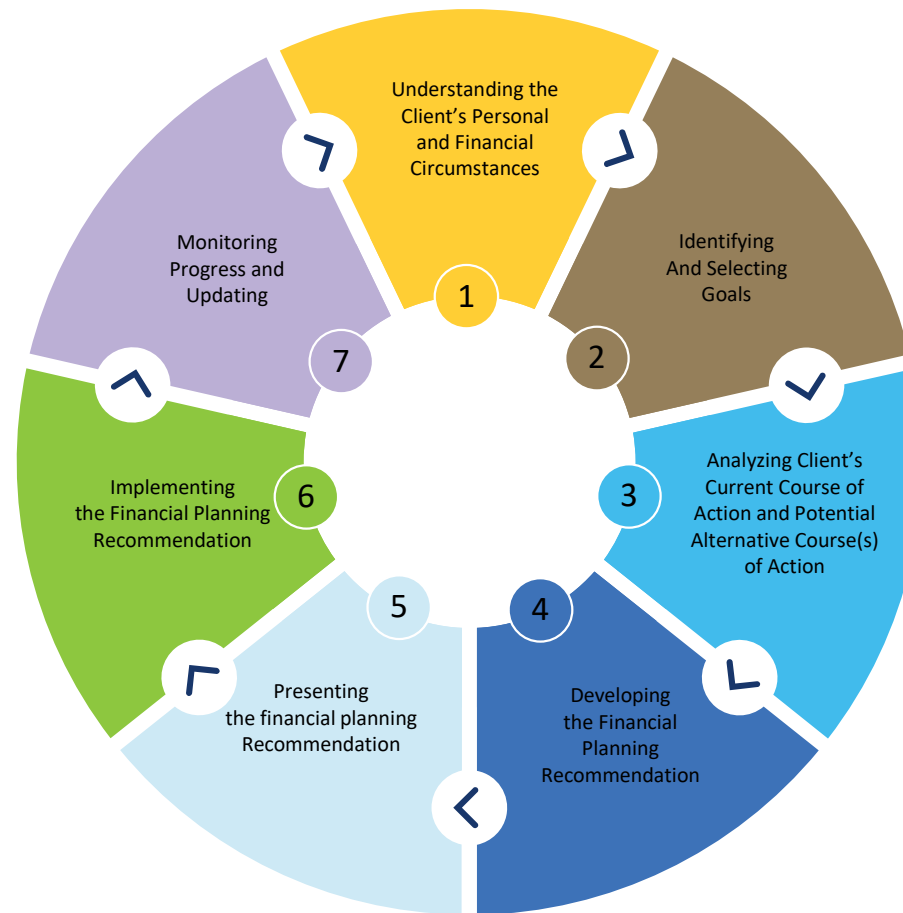 Understanding the
Client's Personal
and Financial
Circumstances
1
Identifying
And Selecting
Goals
2
Analyzing Client's
Current Course of
Action and Potential
Alternative Course(s)
of Action
3
Developing
the Financial
Planning
Recommendation
4
Presenting
the financial planning
Recommendation
5
Implementing
the Financial Planning
Recommendation
6
Monitoring
Progress and
Updating
7